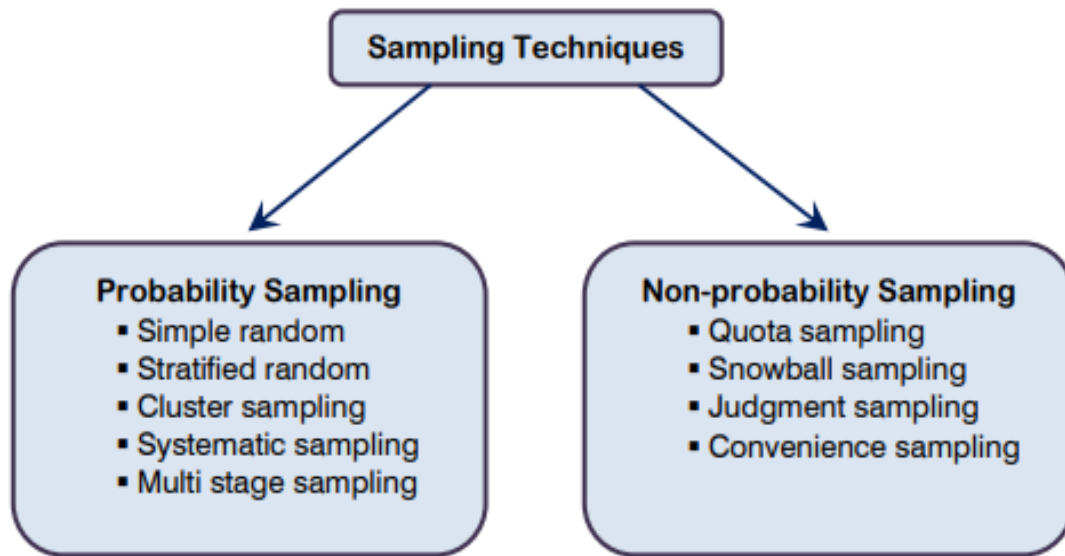 Sampling Techniques
Probability Sampling
▪ Simple random
▪ Stratified random
▪ Cluster sampling
▪ Systematic sampling
▪ Multi stage sampling
Non-probability Sampling
▪ Quota sampling
▪ Snowball sampling
▪ Judgment sampling
▪ Convenience sampling